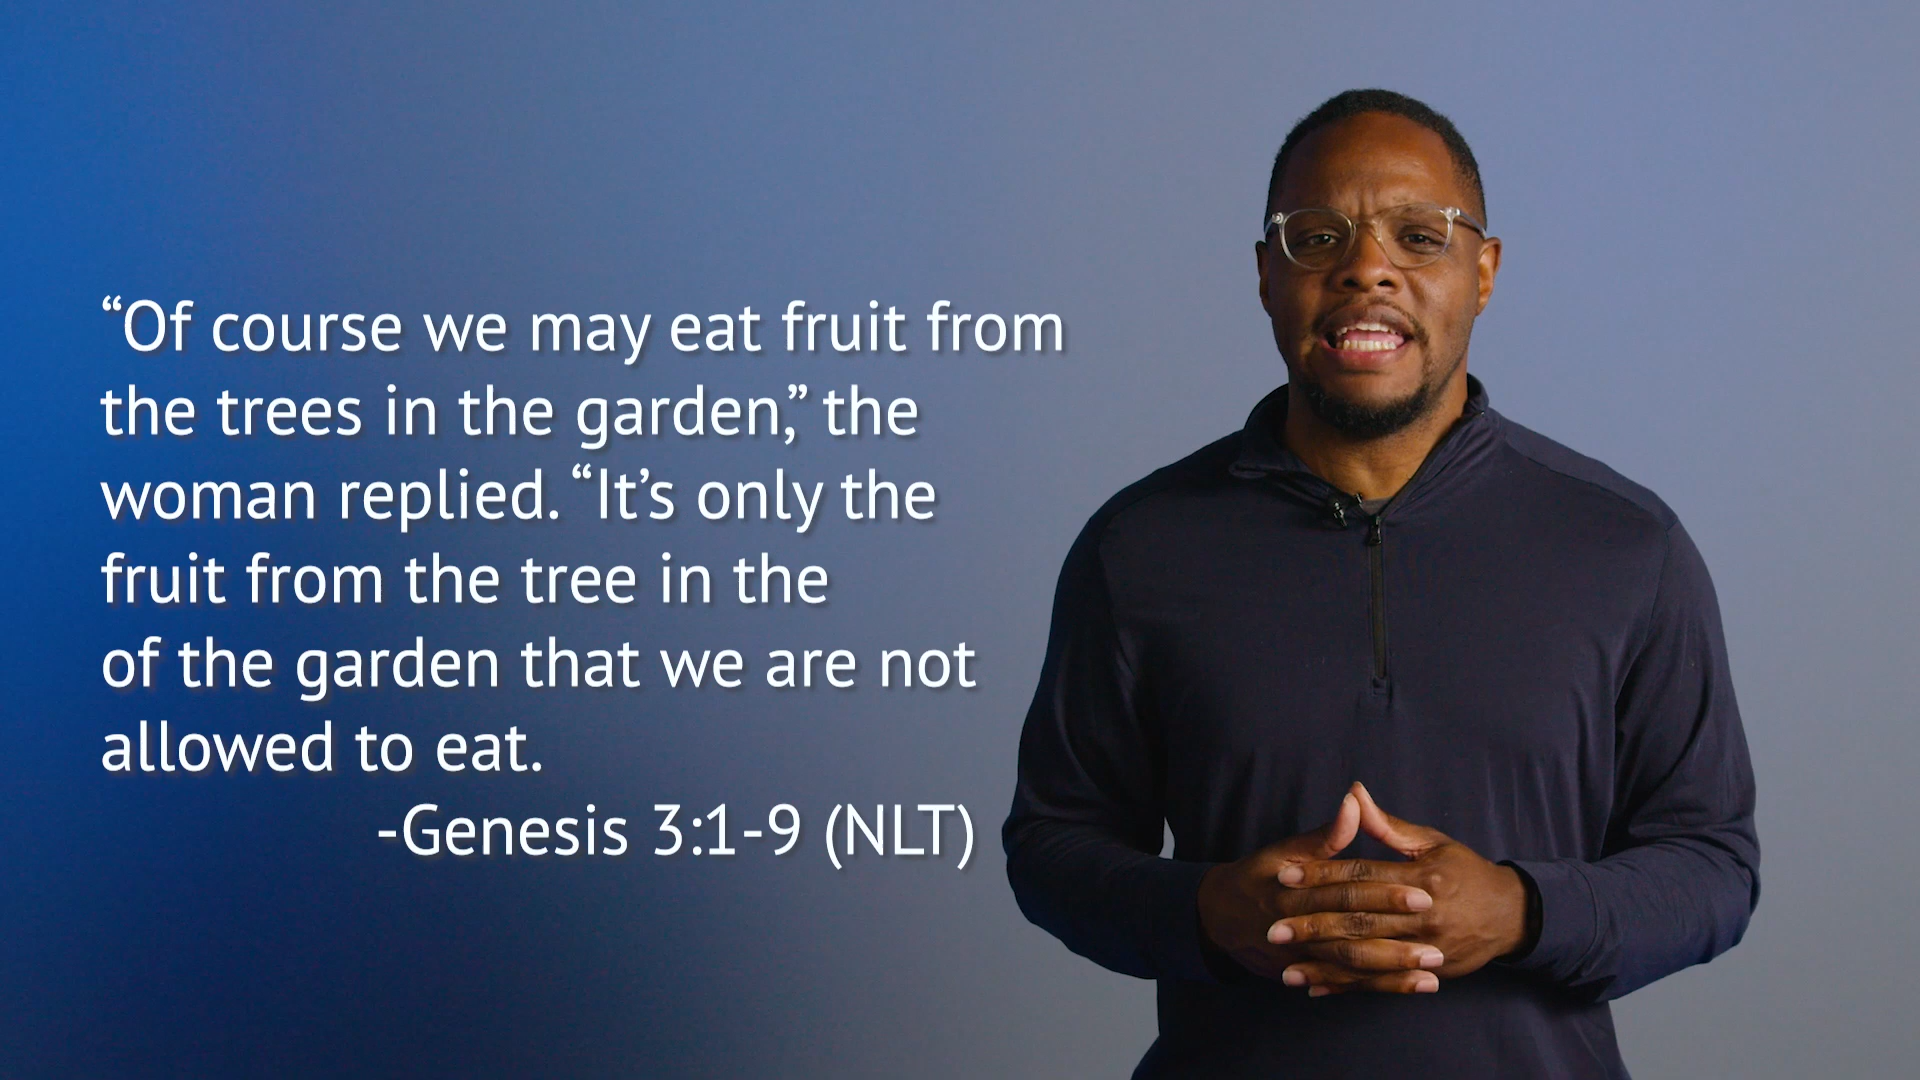 “Of course we may eat fruit from
the trees in the garden,” the
woman replied. “It’s only the
fruit from the tree in the
of the garden that we are not
allowed to eat.
-Genesis 3:1-9 (NLT)